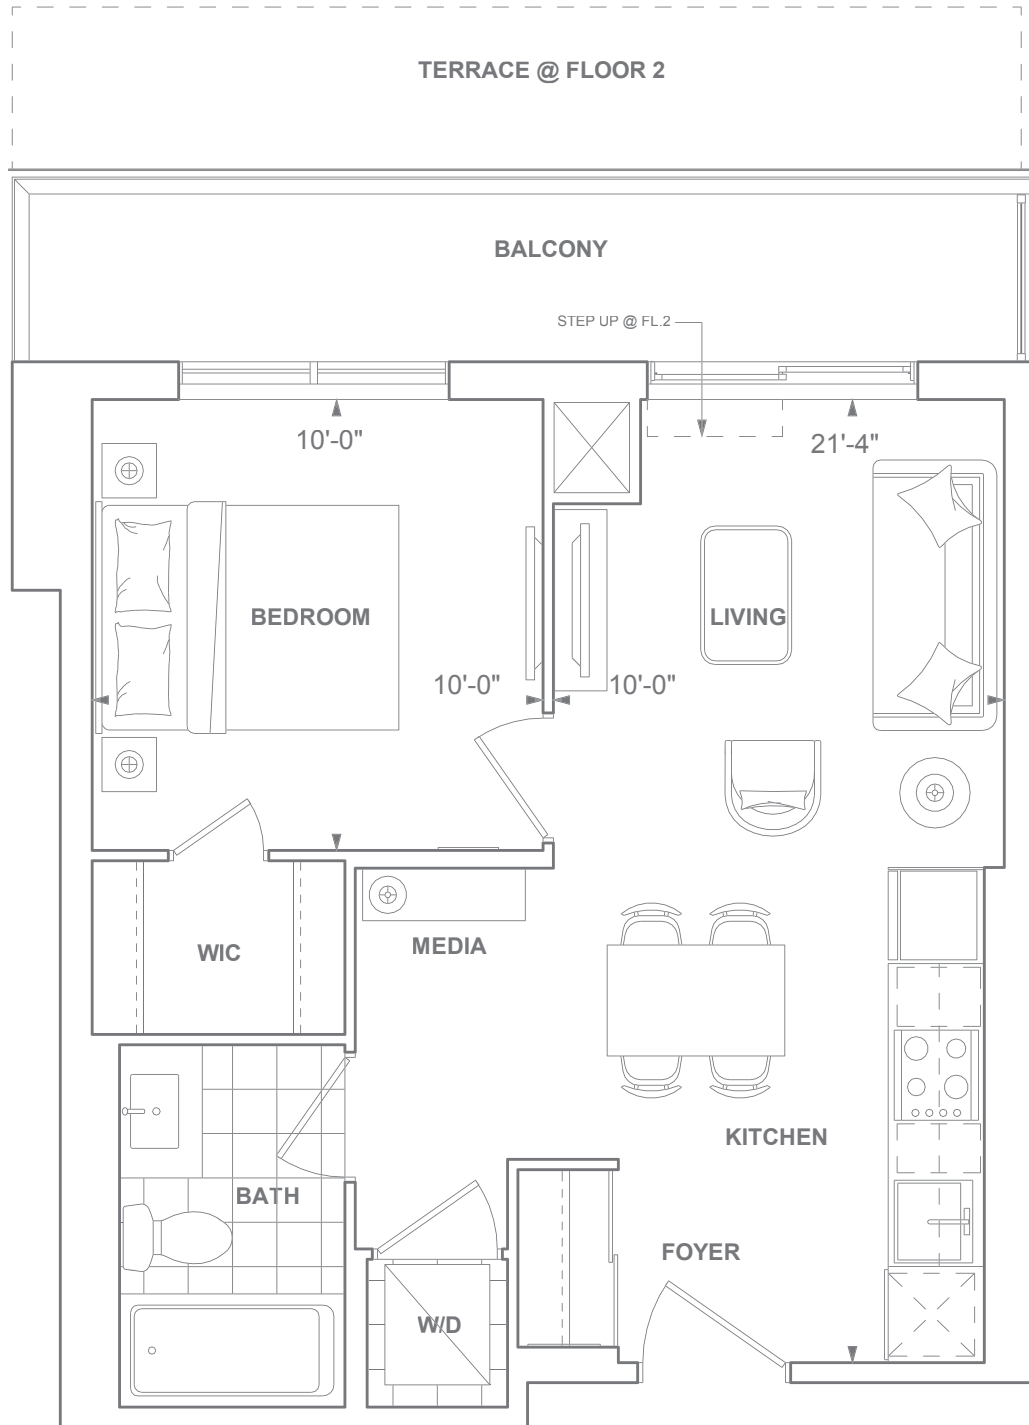 TERRACE @ FLOOR 2
BALCONY
STEP UP @ FL.2
10'-0"
21'-4"
BEDROOM
LIVING
10'-0"
10'-0"
WIC
MEDIA
KITCHEN
BATH
FOYER
W/D